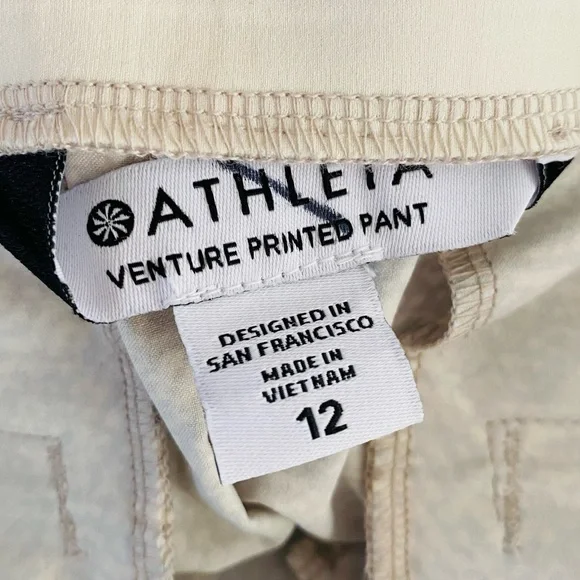 ATHLETA
VENTURE PRINTED PANT
DESIGNED IN
SAN FRANCISCO
MADE IN
VIETNAM
12